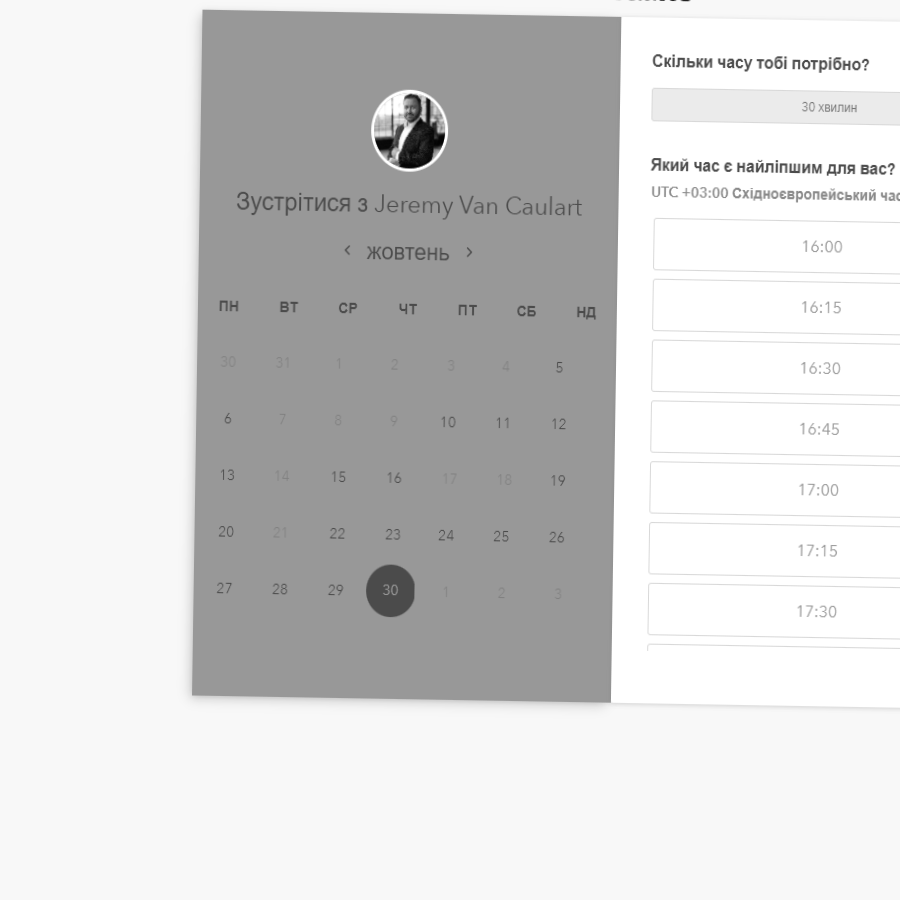 Зустрітися з Jeremy Van Caulart
‹ жовтень ›
ПН ВТ СР ЧТ ПТ СБ НД
30 31 1 2 3 4 5
6 7 8 9 10 11 12
13 14 15 16 17 18 19
20 21 22 23 24 25 26
27 28 29 30 1 2 3
Скільки часу тобі потрібно?
30 хвилин
Який час є найліпшим для вас?
UTC +03:00 Східноєвропейський
16:00
16:15
16:30
16:45
17:00
17:15
17:30